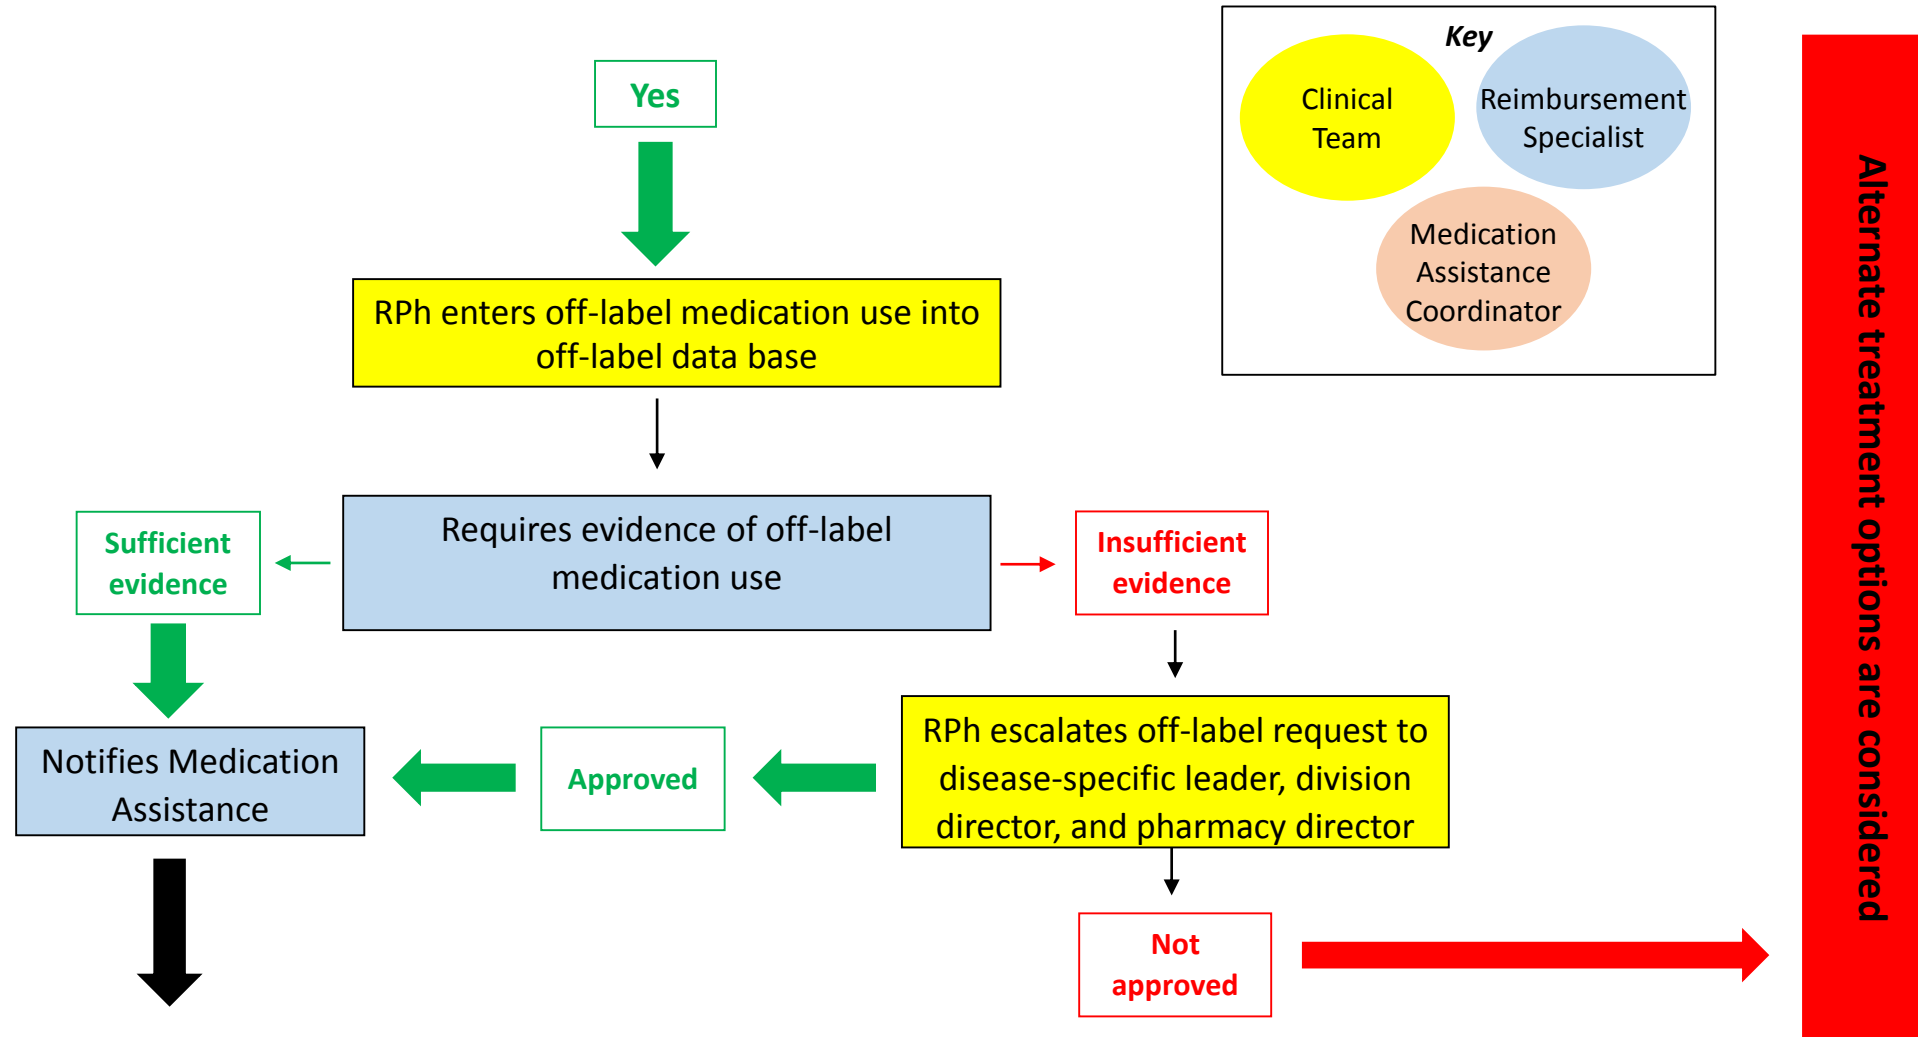 Key
Clinical
Team
Reimbursement
Specialist
Medication
Assistance
Coordinator
Yes
RPh enters off-label medication use into
off-label data base
Requires evidence of off-label
medication use
Sufficient
evidence
Insufficient
evidence
Notifies Medication
Assistance
Approved
RPh escalates off-label request to
disease-specific leader, division
director, and pharmacy director
Not
approved
Alternate treatment options are considered